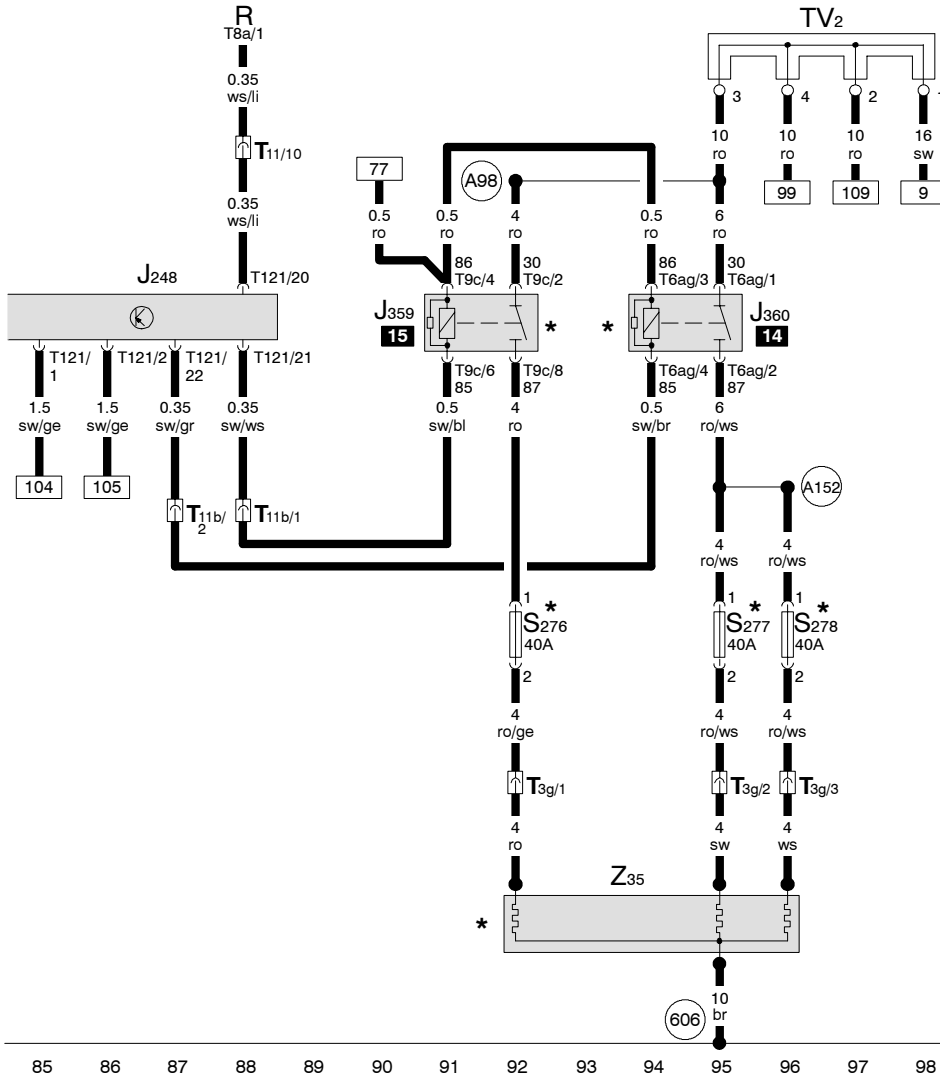 R
T8a/1
TV2
0.35
ws/li
3
4
2
10
ro
10
ro
10
ro
16
sw
T11/10
77
A98
99
109
9
0.35
ws/li
0.5
ro
0.5
ro
4
ro
0.5
ro
6
ro
J248
T121/20
86
T9c/4
30
T9c/2
86
T6ag/3
30
T6ag/1
J359
15
*
*
J360
14
T121/
1
T121/2
T121/
22
T121/21
T9c/6
85
T9c/8
87
T6ag/4
85
T6ag/2
87
1.5
sw/ge
1.5
sw/ge
0.35
sw/gr
0.35
sw/ws
0.5
sw/bl
4
ro
0.5
sw/br
6
ro/ws
104
105
A152
T11b/
2
T11b/1
4
ro/ws
4
ro/ws
1
S276
*
40A
2
1
S277
*
40A
2
1
S278
*
40A
2
4
ro/ge
4
ro/ws
4
ro/ws
T3g/1
T3g/2
T3g/3
4
ro
4
sw
4
ws
Z35
*
10
br
606
85 86 87 88 89 90 91 92 93 94 95 96 97 98